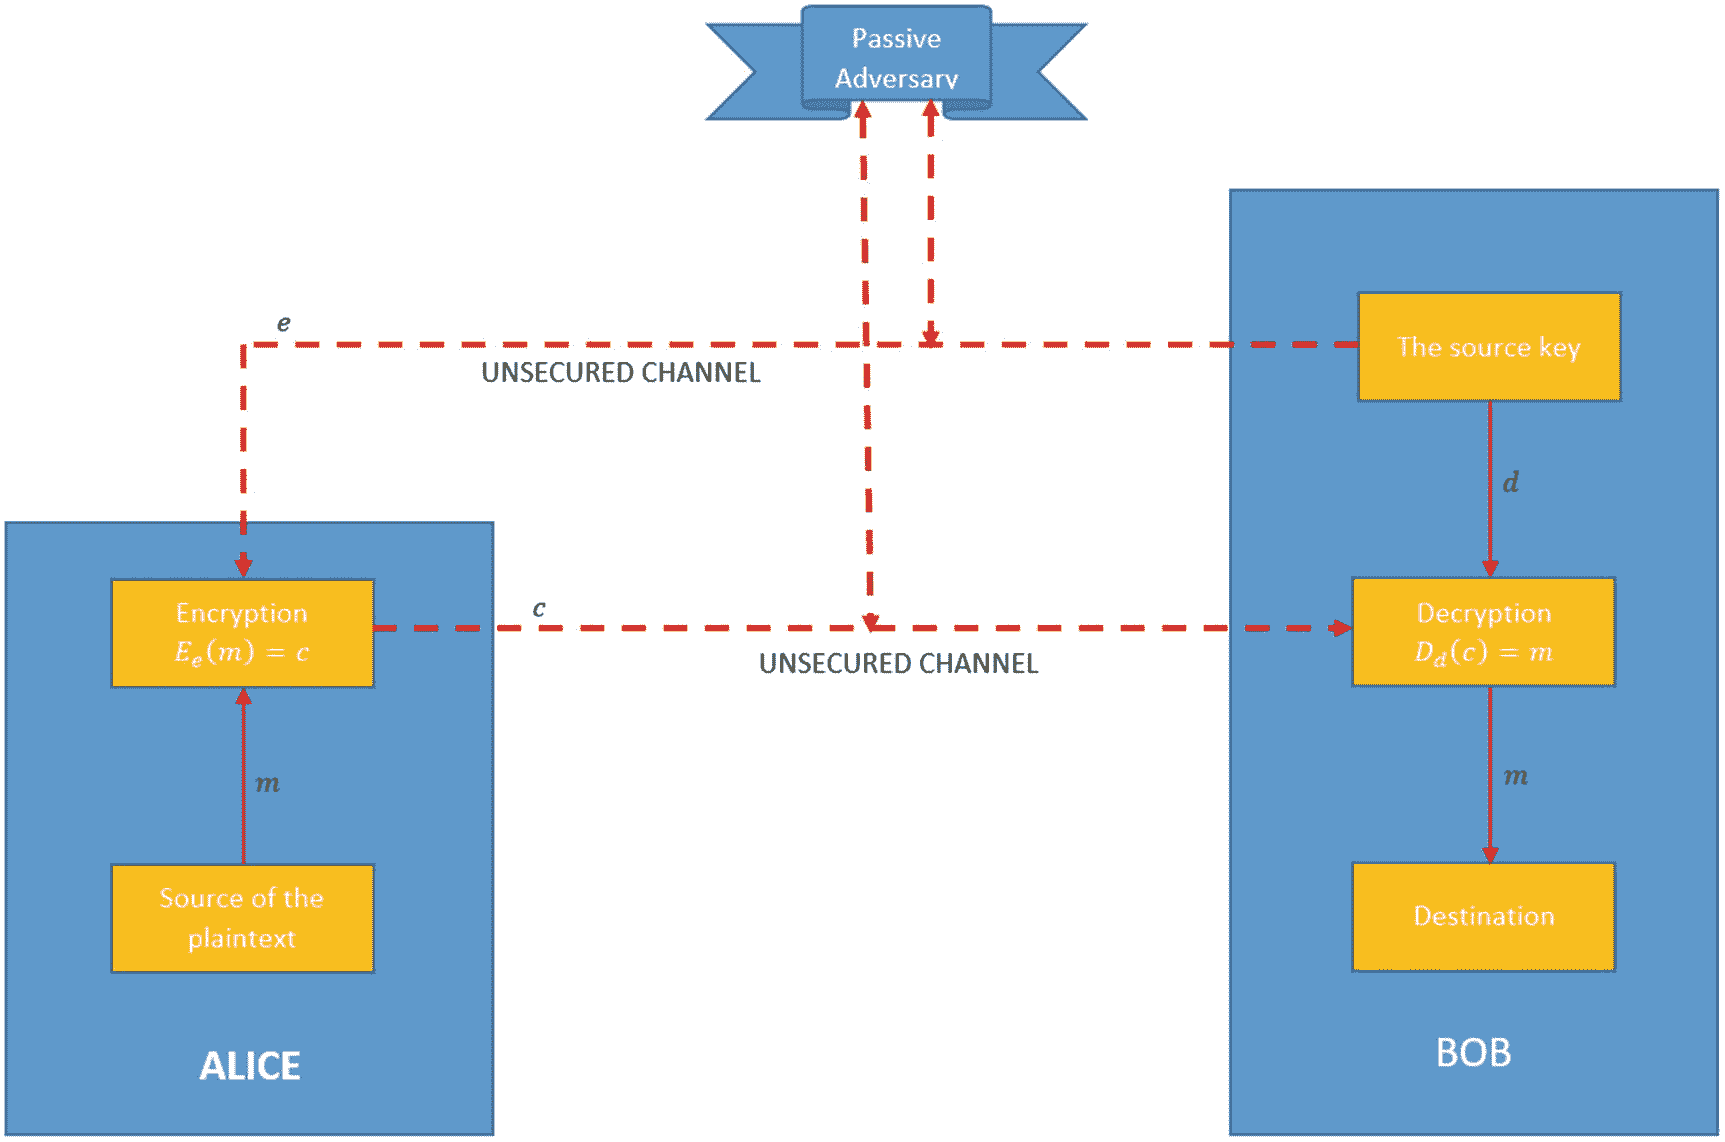 Passive
Adversary
e
UNSECURED CHANNEL
The source key
d
Encryption
E_e(m) = c
c
UNSECURED CHANNEL
Decryption
D_d(c) = m
m
m
Source of the
plaintext
Destination
ALICE
BOB